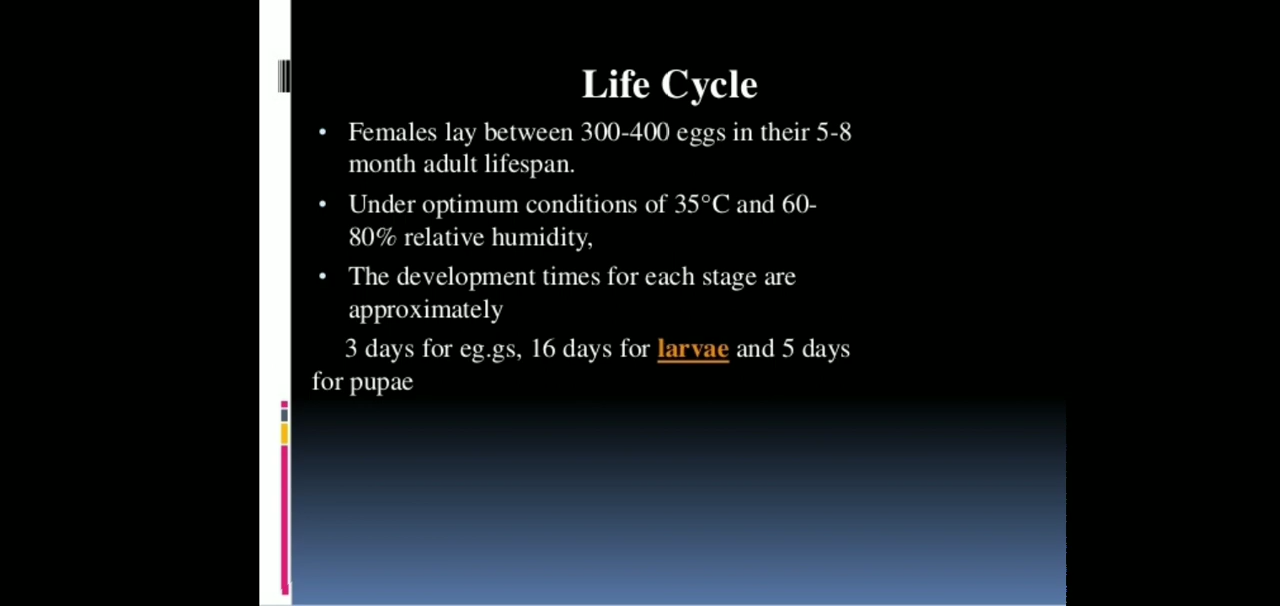 Life Cycle
• Females lay between 300-400 eggs in their 5-8
month adult lifespan.
• Under optimum conditions of 35°C and 60-
80% relative humidity,
• The development times for each stage are
approximately
3 days for eg.gs, 16 days for larvae and 5 days
for pupae